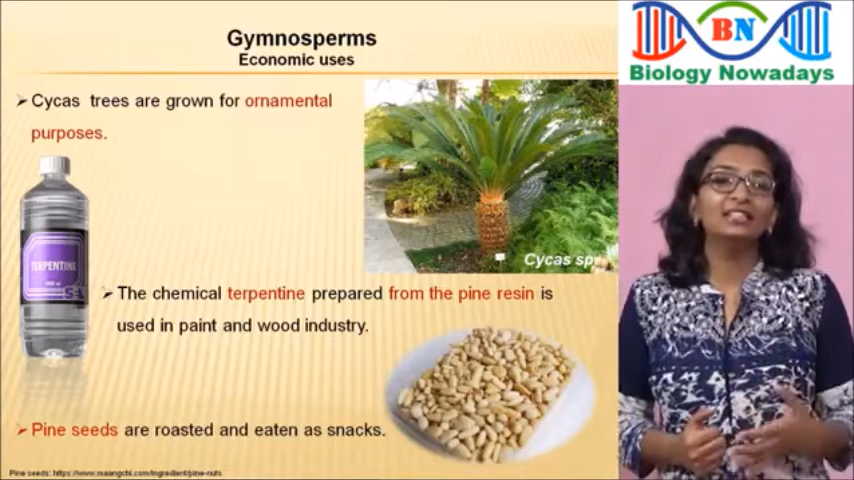 Gymnosperms
Economic uses
BN
Biology Nowadays
➢Cycas trees are grown for ornamental
purposes.
TERPENTINE
Cycas sp
➢The chemical terpentine prepared from the pine resin is
used in paint and wood industry.
➢Pine seeds are roasted and eaten as snacks.
Pine seeds: https://www.maangchi.com/ingredient/pine-nuts